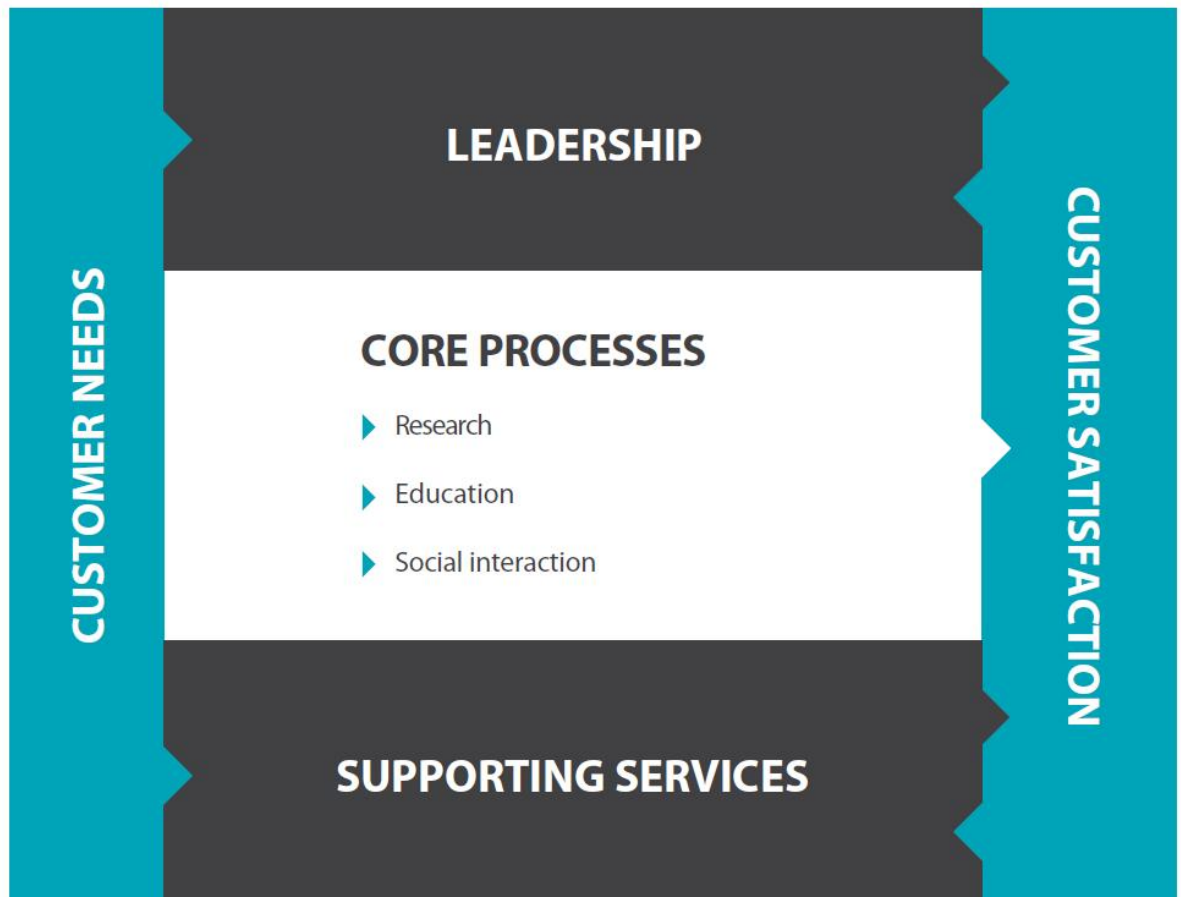 CUSTOMER NEEDS
LEADERSHIP
CORE PROCESSES
Research
Education
Social interaction
SUPPORTING SERVICES
CUSTOMER SATISFACTION